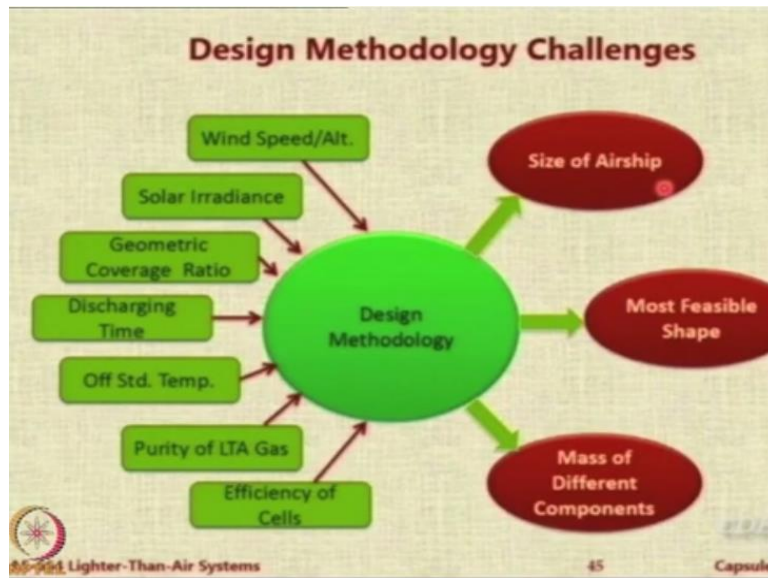 Design Methodology Challenges
Wind Speed/Alt.
Solar Irradiance
Geometric
Coverage Ratio
Discharging
Time
Off Std. Temp.
Purity of LTA Gas
Efficiency of
Cells
Design
Methodology
Size of Airship
Most Feasible
Shape
Mass of
Different
Components
Lighter-Than-Air Systems
45
Capsule